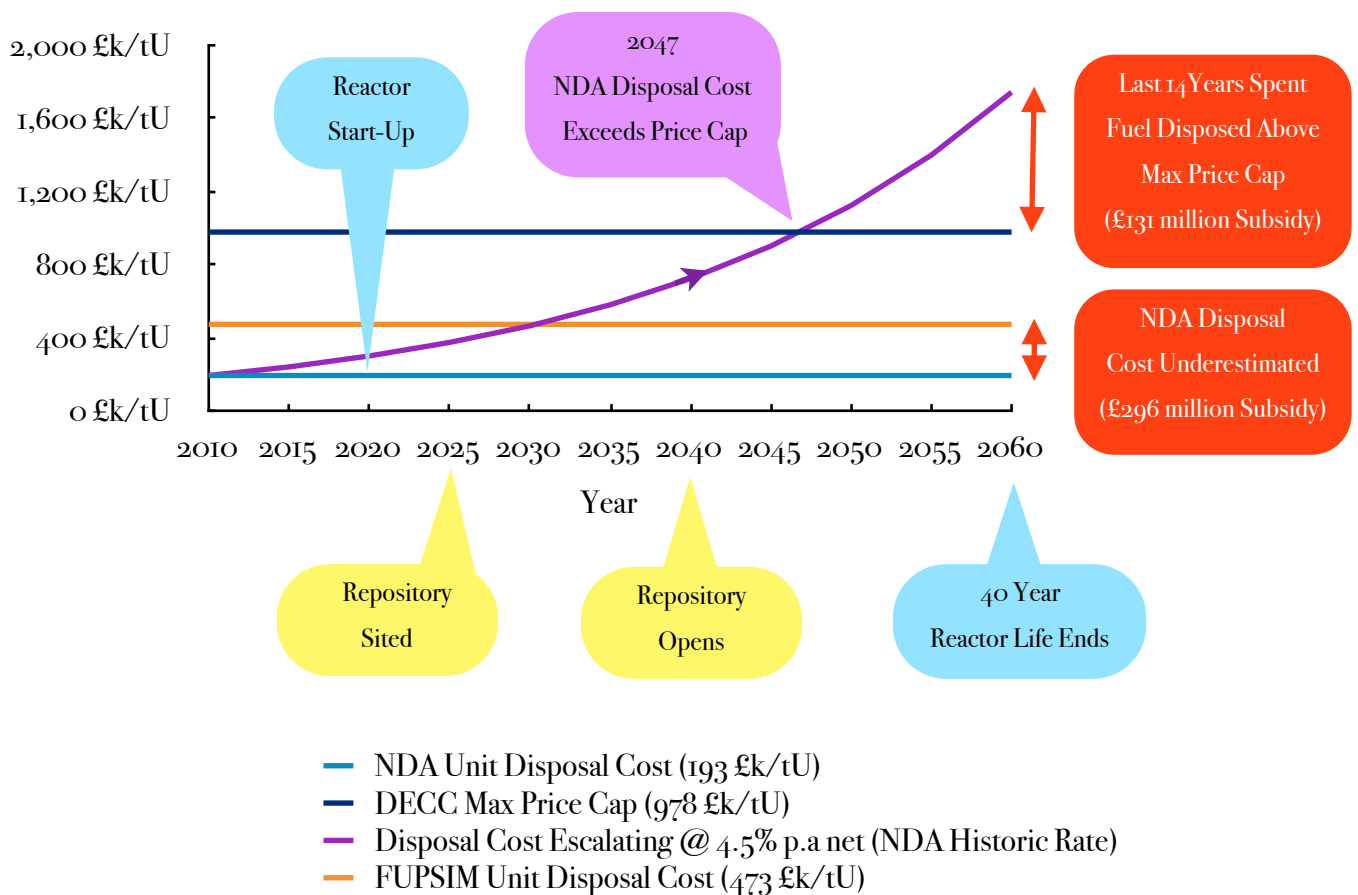 2,000 £k/tU
1,600 £k/tU
1,200 £k/tU
800 £k/tU
400 £k/tU
0 £k/tU
Reactor
Start-Up
2047
NDA Disposal Cost
Exceeds Price Cap
Last 14Years Spent
Fuel Disposed Above
Max Price Cap
(£131 million Subsidy)
NDA Disposal
Cost Underestimated
(£296 million Subsidy)
2010 2015 2020 2025 2030 2035 2040 2045 2050 2055 2060
Year
Repository
Sited
Repository
Opens
40 Year
Reactor Life Ends
NDA Unit Disposal Cost (193 £k/tU)
DECC Max Price Cap (978 £k/tU)
Disposal Cost Escalating @ 4.5% p.a net (NDA Historic Rate)
FUPSIM Unit Disposal Cost (473 £k/tU)